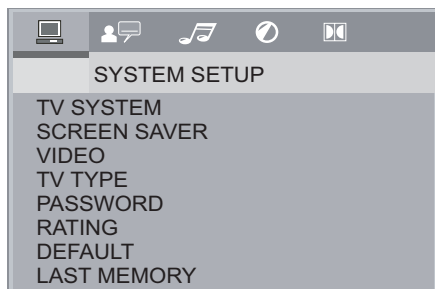 SYSTEM SETUP
TV SYSTEM
SCREEN SAVER
VIDEO
TV TYPE
PASSWORD
RATING
DEFAULT
LAST MEMORY